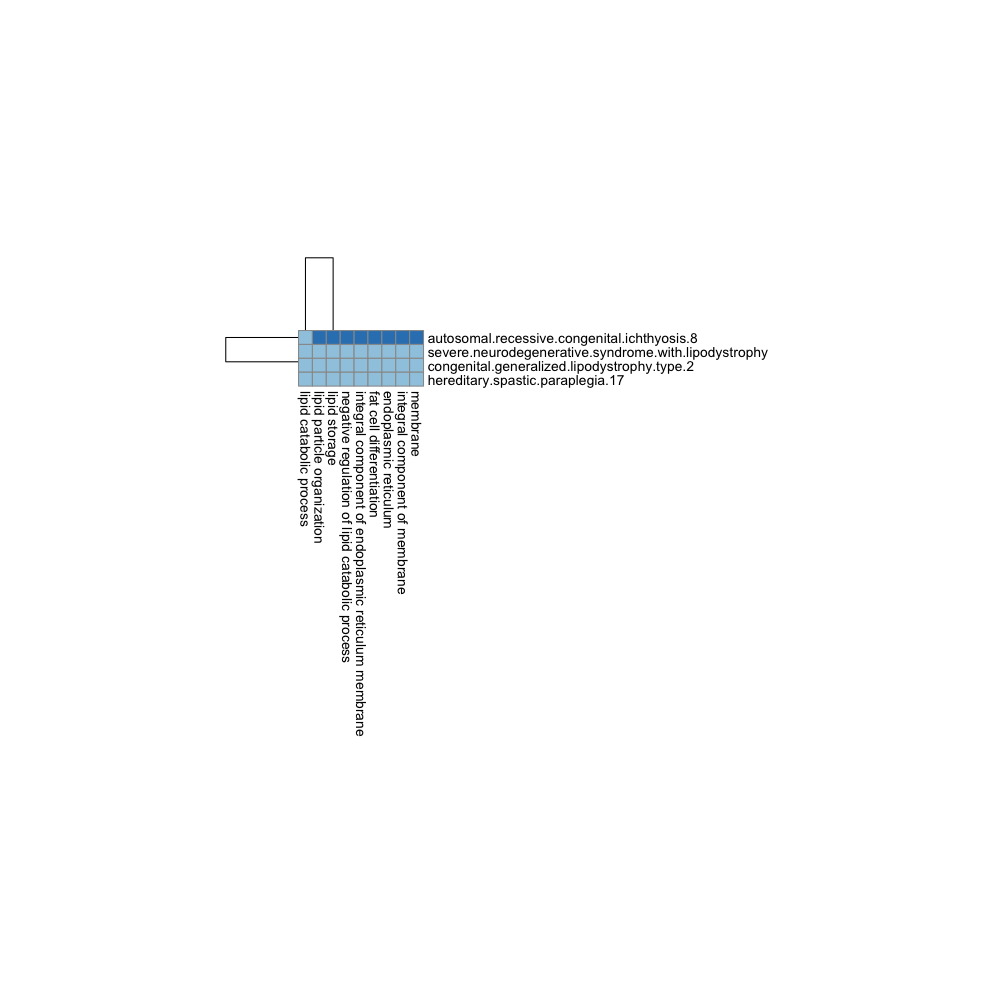 autosomal.recessive.congenital.ichthyosis.8
severe.neurodegenerative.syndrome.with.lipodystrophy
congenital.generalized.lipodystrophy.type.2
hereditary.spastic.paraplegia.17
lipid catabolic process
lipid particle organization
lipid storage
negative regulation of lipid catabolic process
integral component of endoplasmic reticulum membrane
fat cell differentiation
endoplasmic reticulum
integral component of membrane
membrane